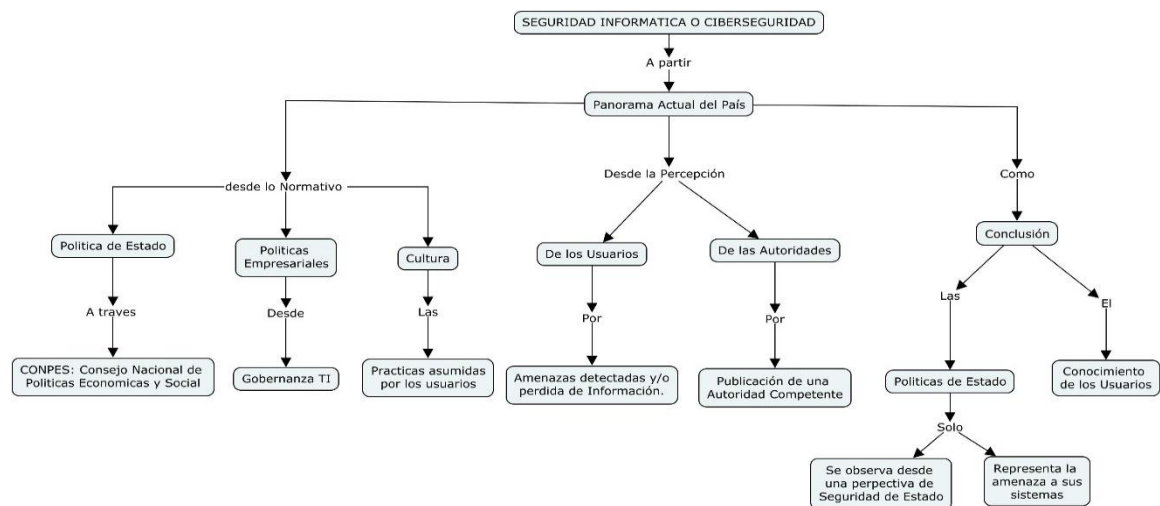 SEGURIDAD INFORMATICA O CIBERSEGURIDAD
A partir
Panorama Actual del País
desde lo Normativo
Desde la Percepción
Como
Politica de Estado
Politicas
Empresariales
Cultura
De los Usuarios
De las Autoridades
Conclusión
A traves
Desde
Las
Por
Por
Las
El
CONPES: Consejo Nacional de
Politicas Economicas y Social
Gobernanza TI
Practicas asumidas
por los usuarios
Amenazas detectadas y/o
perdida de Información.
Publicación de una
Autoridad Competente
Politicas de Estado
Conocimiento
de los Usuarios
Solo
Se observa desde
una perpectiva de
Seguridad de Estado
Representa la
amenaza a sus
sistemas